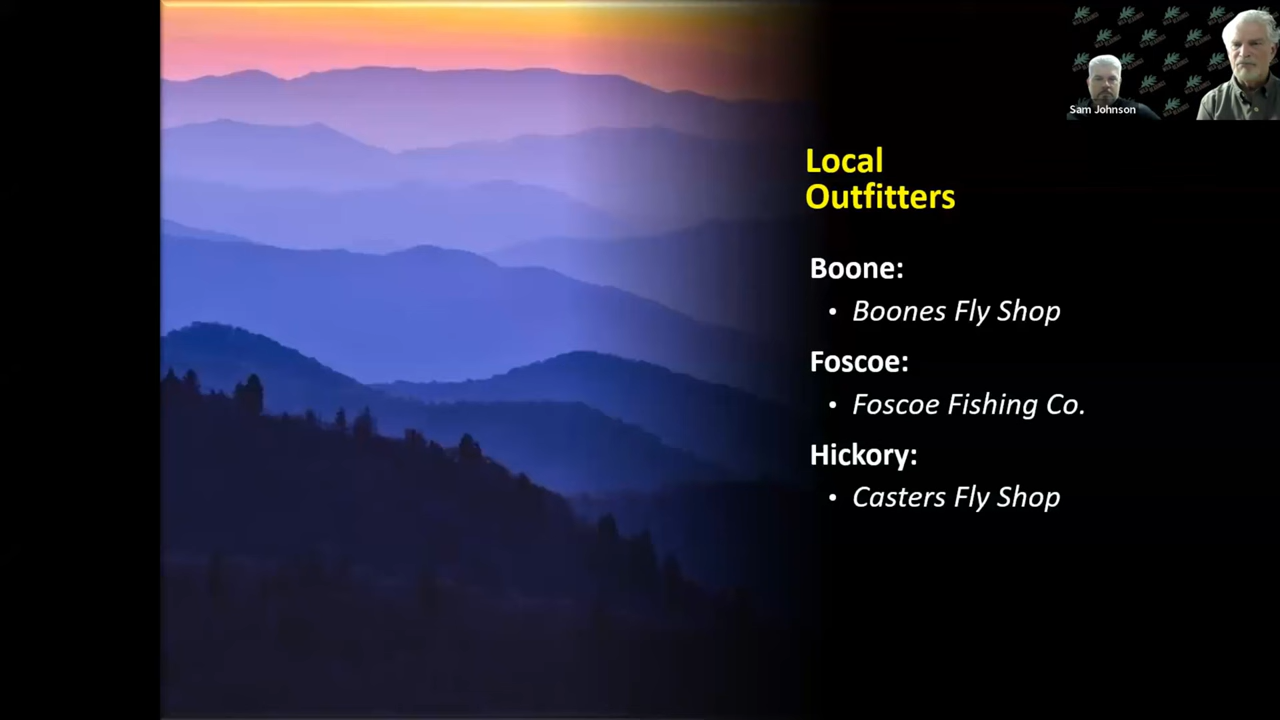 Sam Johnson
Local
Outfitters
Boone:
• Boones Fly Shop
Foscoe:
• Foscoe Fishing Co.
Hickory:
• Casters Fly Shop